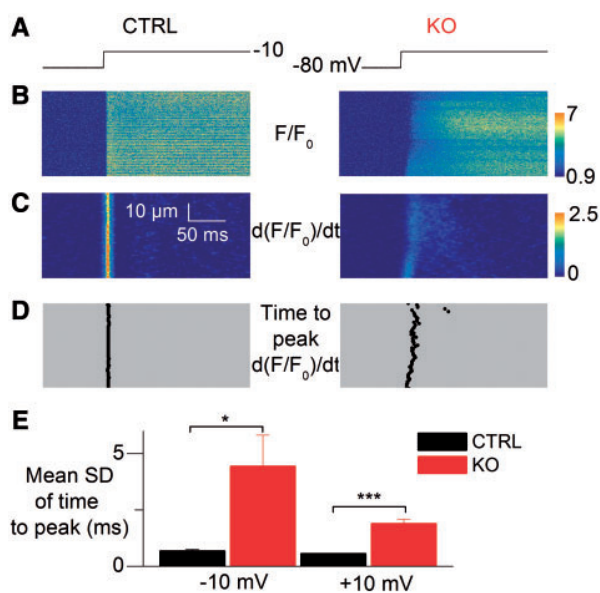 A
CTRL
KO
-10
-80 mV
B
F/F₀
7
0.9
C
10 μm
50 ms
d(F/F₀)/dt
2.5
0
D
Time to
peak
d(F/F₀)/dt
E
Mean SD
of time
to peak (ms)
5
0
*
***
CTRL
KO
-10 mV
+10 mV